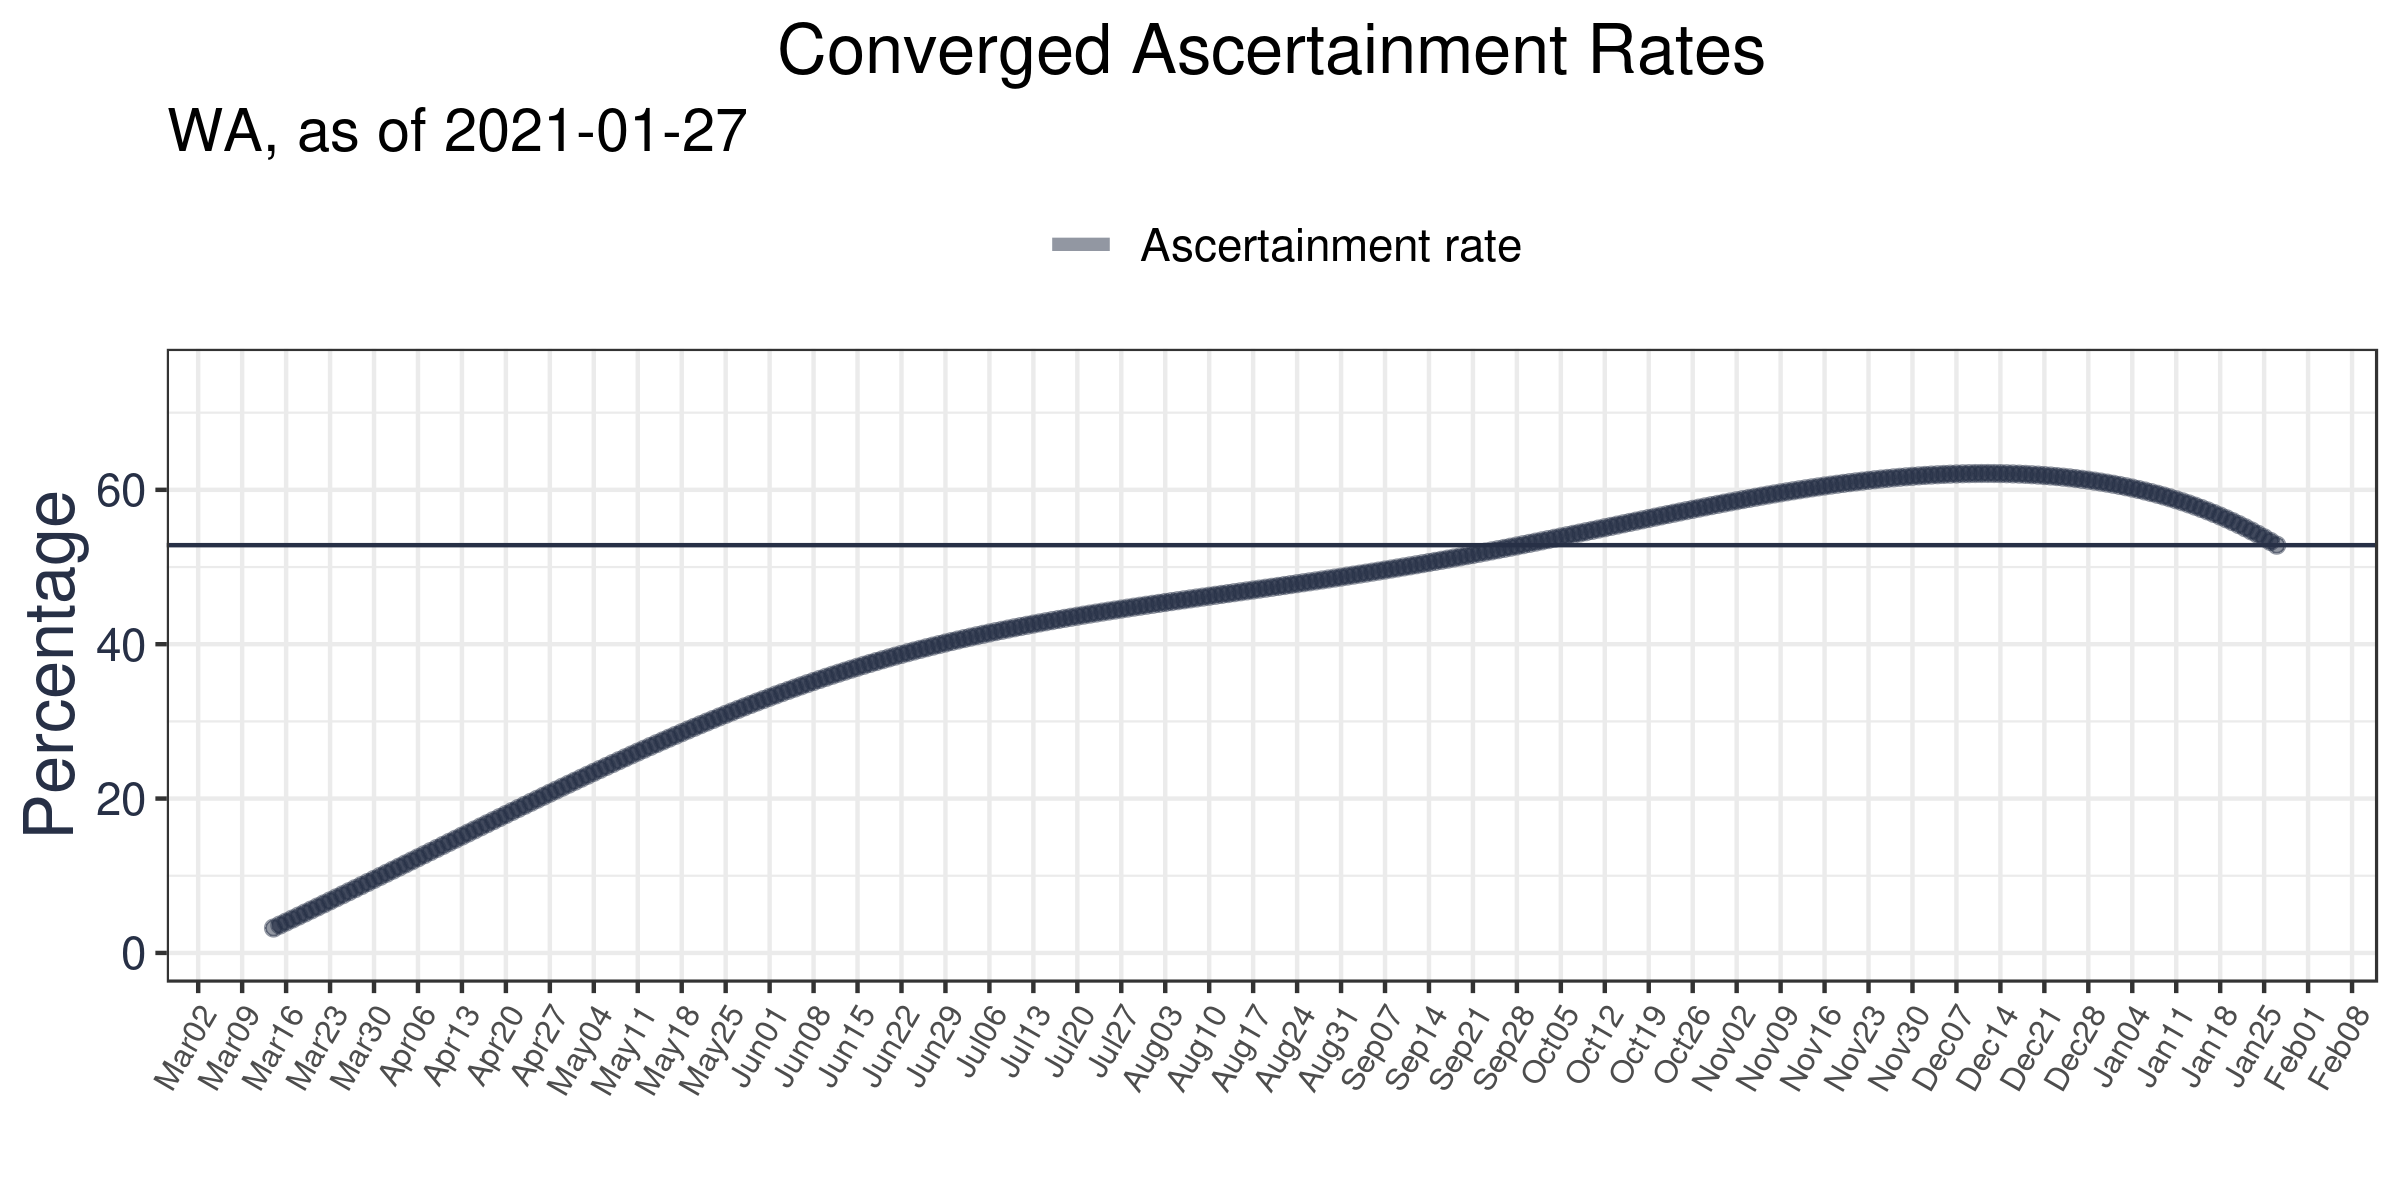 Converged Ascertainment Rates
WA, as of 2021-01-27
Ascertainment rate
Percentage
60
40
20
0
Mar02
Mar09
Mar16
Mar23
Mar30
Apr06
Apr13
Apr20
Apr27
May04
May11
May18
May25
Jun01
Jun08
Jun15
Jun22
Jun29
Jul06
Jul13
Jul20
Jul27
Aug03
Aug10
Aug17
Aug24
Aug31
Sep07
Sep14
Sep21
Sep28
Oct05
Oct12
Oct19
Oct26
Nov02
Nov09
Nov16
Nov23
Nov30
Dec07
Dec14
Dec21
Dec28
Jan04
Jan11
Jan18
Jan25
Feb01
Feb08